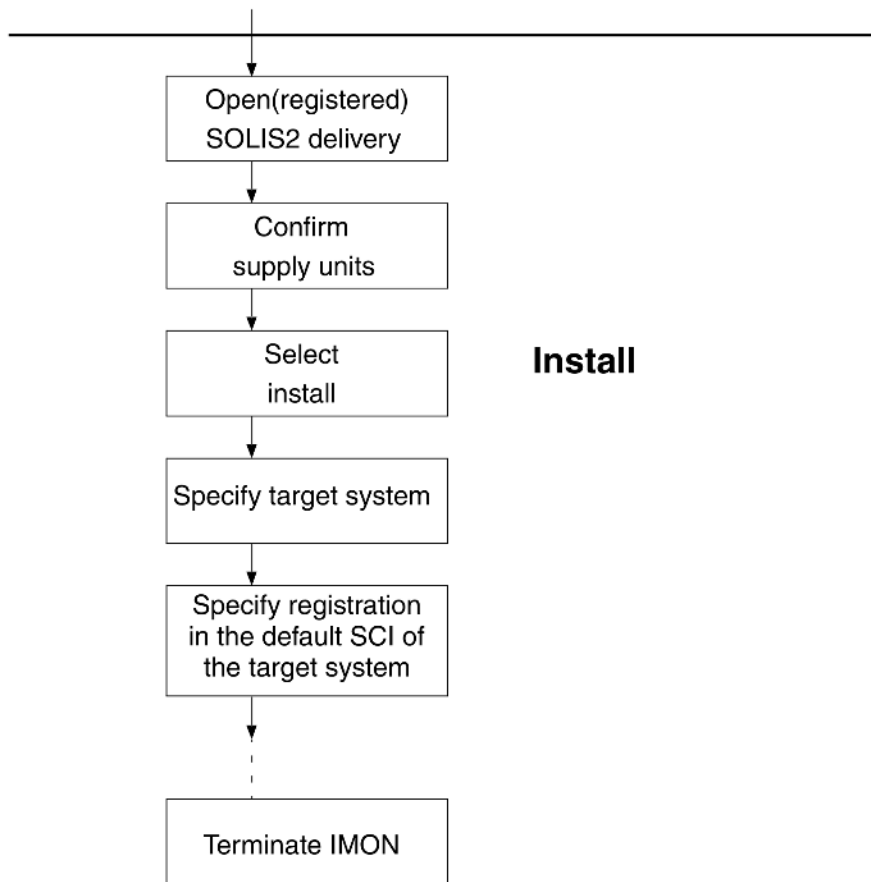 Open(registered)
SOLIS2 delivery
Confirm
supply units
Select
install
Install
Specify target system
Specify registration
in the default SCI of
the target system
Terminate IMON